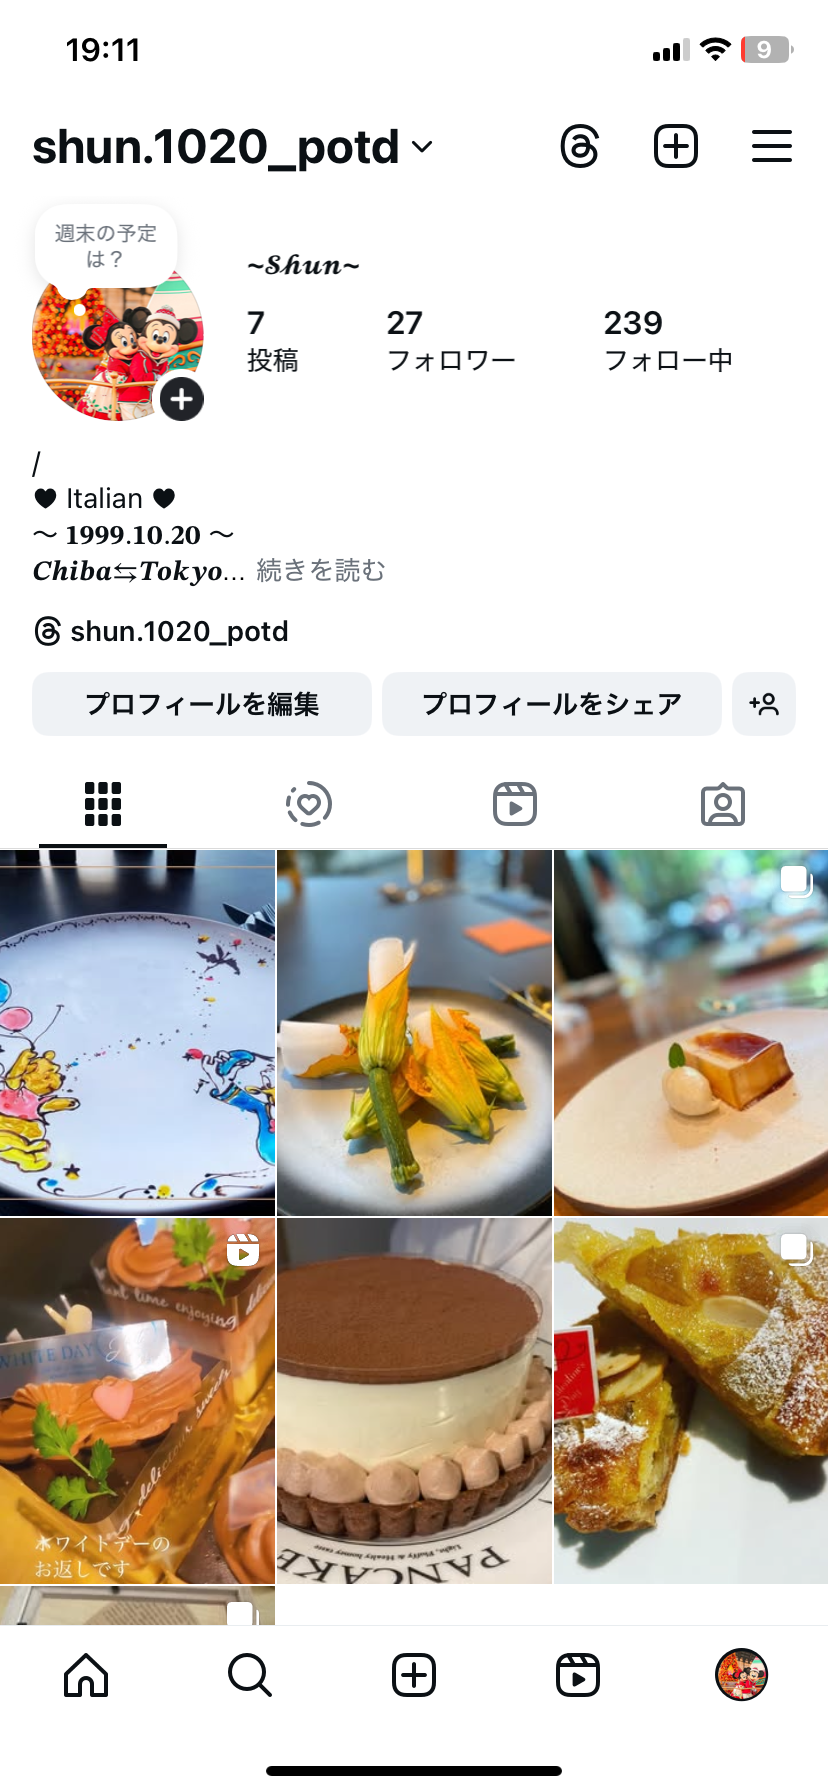 19:11
9
shun.1020_potd
週末の予定
は？
~Shun~
7
投稿
27
フォロワー
239
フォロー中
/
♥ Italian ♥
〜 1999.10.20 〜
Chiba⇆Tokyo... 続きを読む
shun.1020_potd
プロフィールを編集
プロフィールをシェア
time enjoying
WHITE DAY
delicious sweets
ホワイトデーの
お返しです
Light, Fluffy & Healthy homey taste
PANCAKE